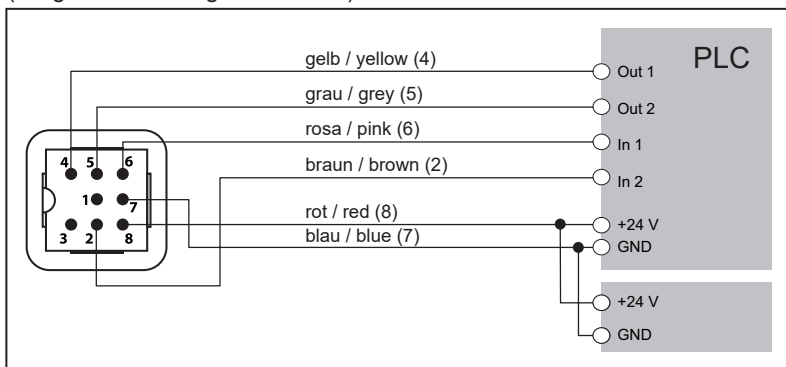 gelb / yellow (4)
PLC
Out 1
grau / grey (5)
Out 2
rosa / pink (6)
In 1
braun / brown (2)
In 2
rot / red (8)
+24 V
blau / blue (7)
GND
4 5 6
1 7
3 2 8
+24 V
GND